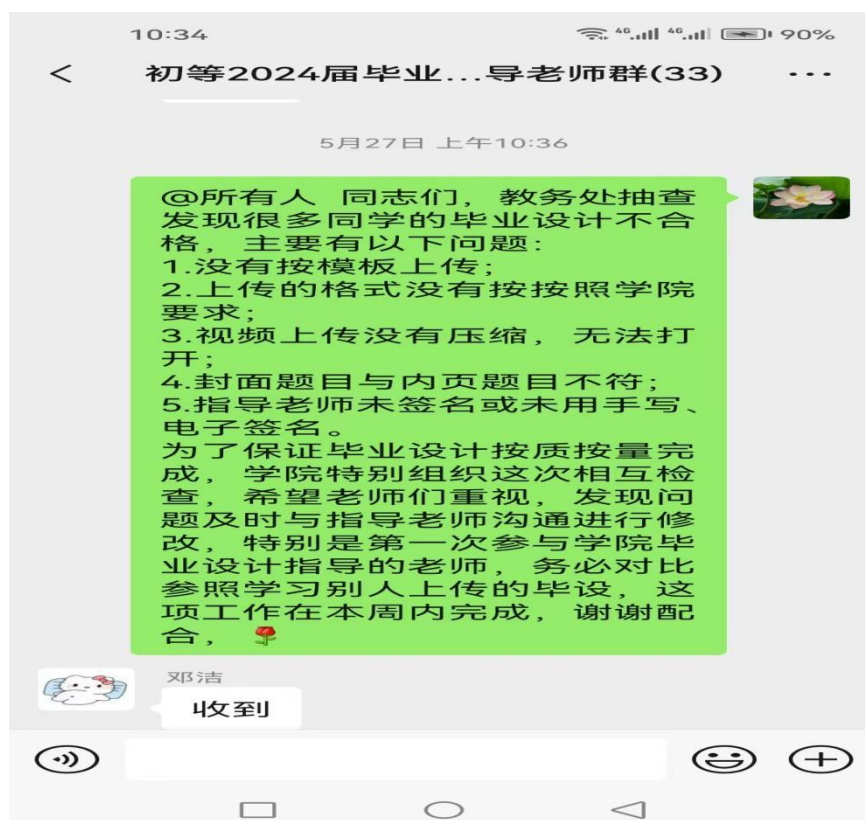 10:34
4G 4G 90%
< 初等2024届毕业...导老师群(33) ...
5月27日 上午10:36
@所有人 同志们，教务处抽查
发现很多同学的毕业设计不合
格，主要有以下问题：
1.没有按模板上传；
2.上传的格式没有按按照学院
要求；
3.视频上传没有压缩，无法打
开；
4.封面题目与内页题目不符；
5.指导老师未签名或未用手写、
电子签名。
为了保证毕业设计按质按量完
成，学院特别组织这次相互检
查，希望老师们重视，发现问
题及时与指导老师沟通进行修
改，特别是第一次参与学院毕
业设计指导的老师，务必对比
参照学习别人上传的毕设，这
项工作在本周内完成，谢谢配
合，🌹
邓洁
收到